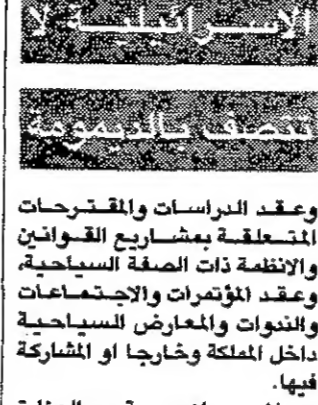 الاسرائيلية لا
تتصف بالديمومة
وعقد الدراسات والمقترحات
المتعلقة بمشاريع القوانين
والانظمة ذات الصفة السياحية،
وعقد المؤتمرات والاجتماعات
والندوات والمعارض السياحية
داخل المملكة وخارجا او المشاركة
فيها.